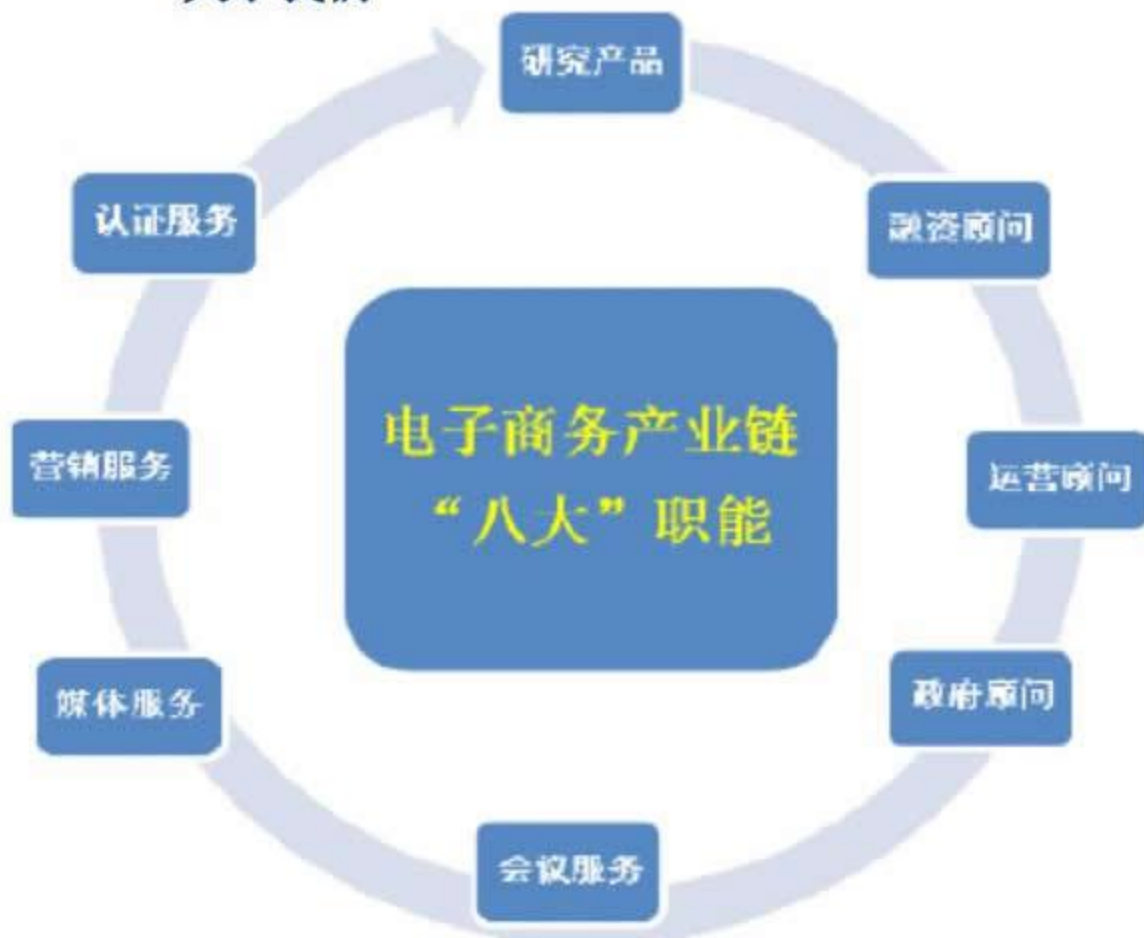 研究产品
融资顾问
运营顾问
政府顾问
会议服务
媒体服务
营销服务
认证服务
电子商务产业链
“八大”职能